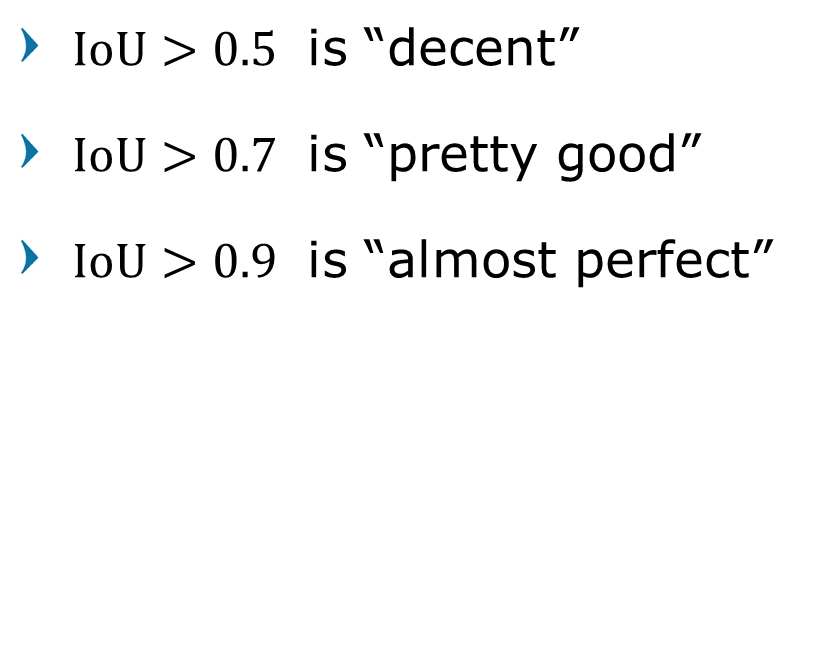 IoU > 0.5 is “decent”
IoU > 0.7 is “pretty good”
IoU > 0.9 is “almost perfect”